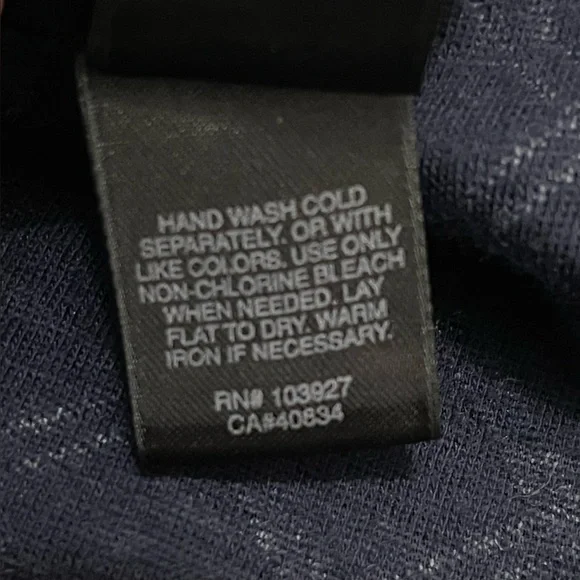 HAND WASH COLD
SEPARATELY. OR WITH
LIKE COLORS. USE ONLY
NON-CHLORINE BLEACH
WHEN NEEDED. LAY
FLAT TO DRY. WARM
IRON IF NECESSARY.
RN# 103927
CA#40834